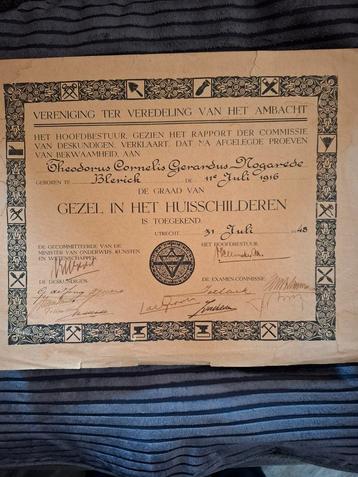 VERENIGING TER VEREDELING VAN HET AMBACHT
HET HOOFDBESTUUR, GEZIEN HET RAPPORT DER COMMISSIE
VAN DESKUNDIGEN, VERKLAART, DAT NA AFGELEGDE PROEVEN
VAN BEKWAAMHEID, AAN
Theodorus Cornelis Gerardus Nogarede
GEBOREN TE Blerick DE 11e Juli 1916
DE GRAAD VAN
GEZEL IN HET HUISSCHILDEREN
IS TOEGEKEND.
UTRECHT, 31 Juli 1948
DE GECOMMITTEERDE VAN DE
MINISTER VAN ONDERWIJS, KUNSTEN
EN WETENSCHAPPEN,
HET HOOFDBESTUUR,
DE DESKUNDIGEN,
DE EXAMEN-COMMISSIE,